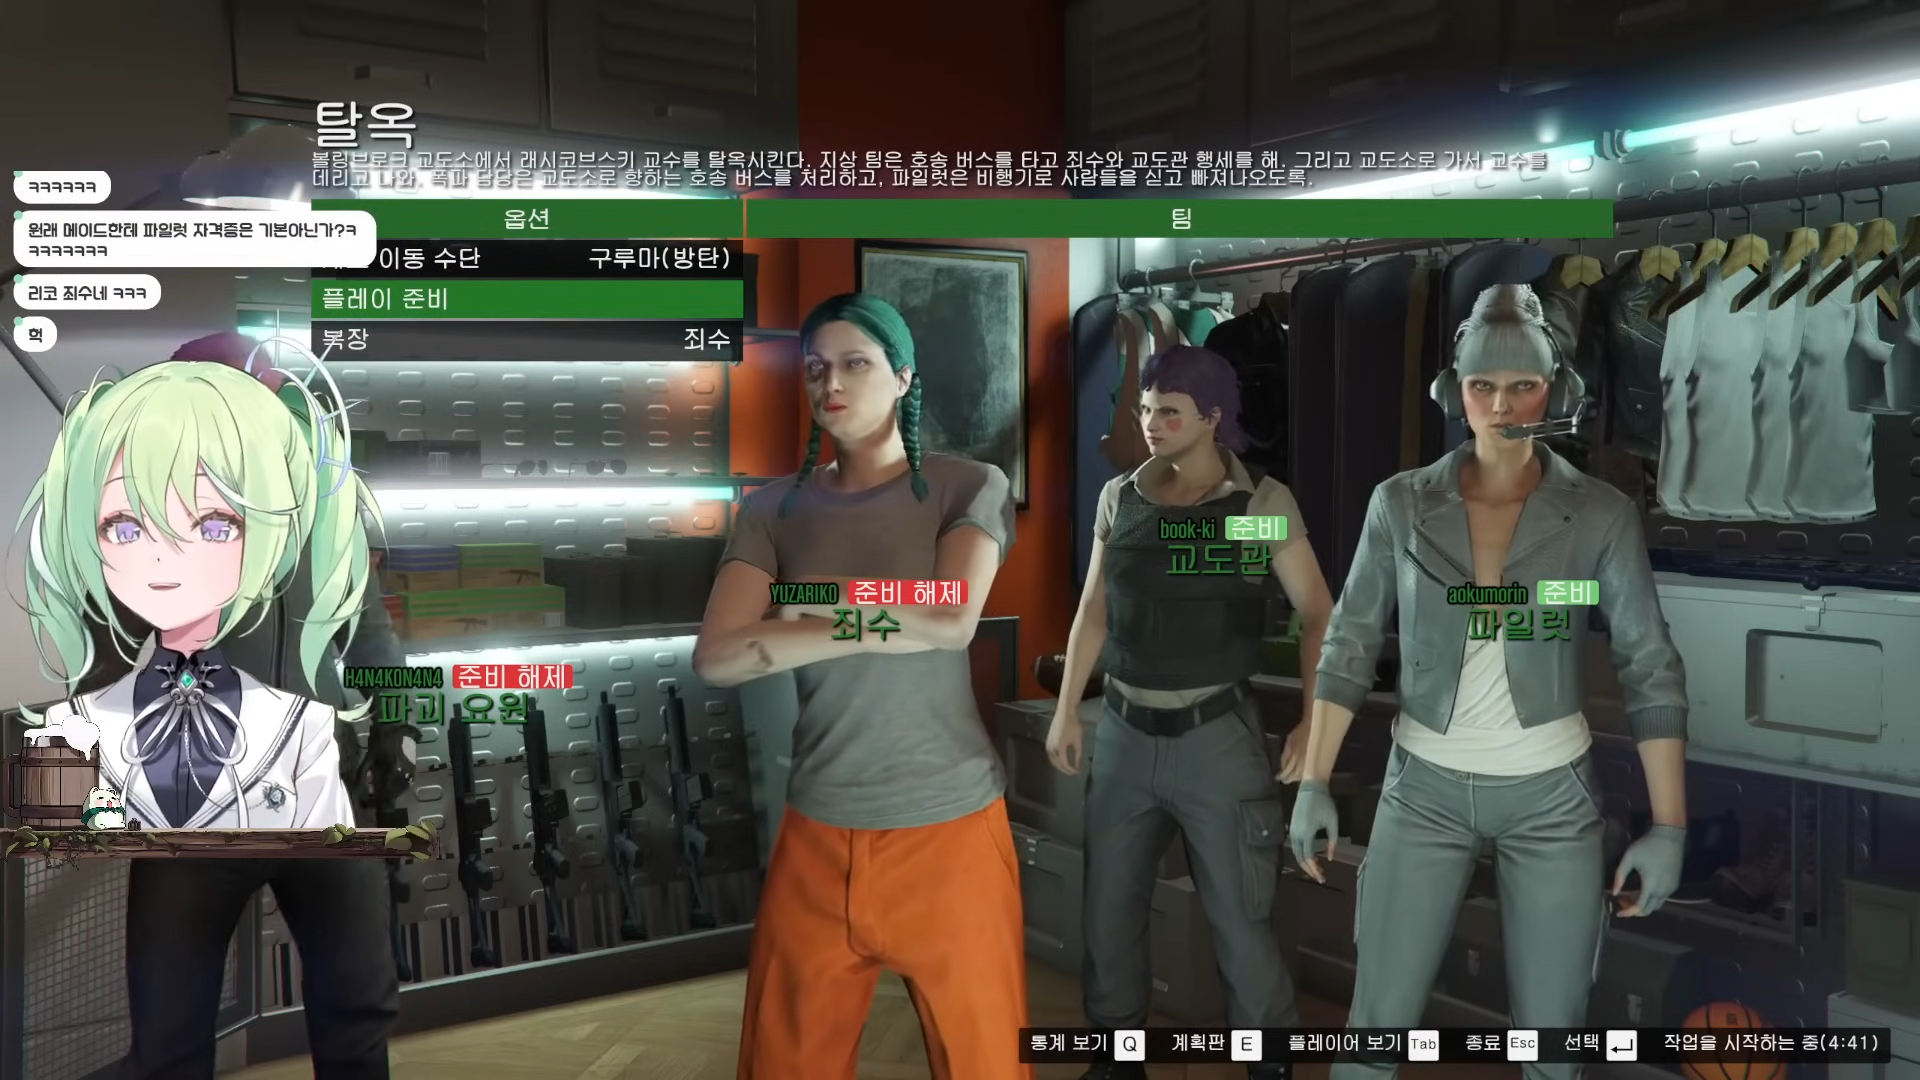 탈옥
볼링브로크 교도소에서 래시코브스키 교수를 탈옥시킨다. 지상 팀은 호송 버스를 타고 죄수와 교도관 행세를 해. 그리고 교도소로 가서 교수를
데리고 나와. 폭파 담당은 교도소로 향하는 호송 버스를 처리하고, 파일럿은 비행기로 사람들을 싣고 빠져나오도록.
ㅋㅋㅋㅋㅋㅋ
원래 메이드한테 파일럿 자격증은 기본아닌가?ㅋ
ㅋㅋㅋㅋㅋㅋㅋ
리코 죄수네 ㅋㅋㅋ
헉
옵션
팀
이동 수단 구루마(방탄)
플레이 준비
복장 죄수
book-ki 준비
교도관
YUZARIKO 준비 해제
죄수
aokumorin 준비
파일럿
H4N4KON4N4 준비 해제
파괴 요원
통계 보기 Q 계획판 E 플레이어 보기 Tab 종료 Esc 선택 작업을 시작하는 중(4:41)